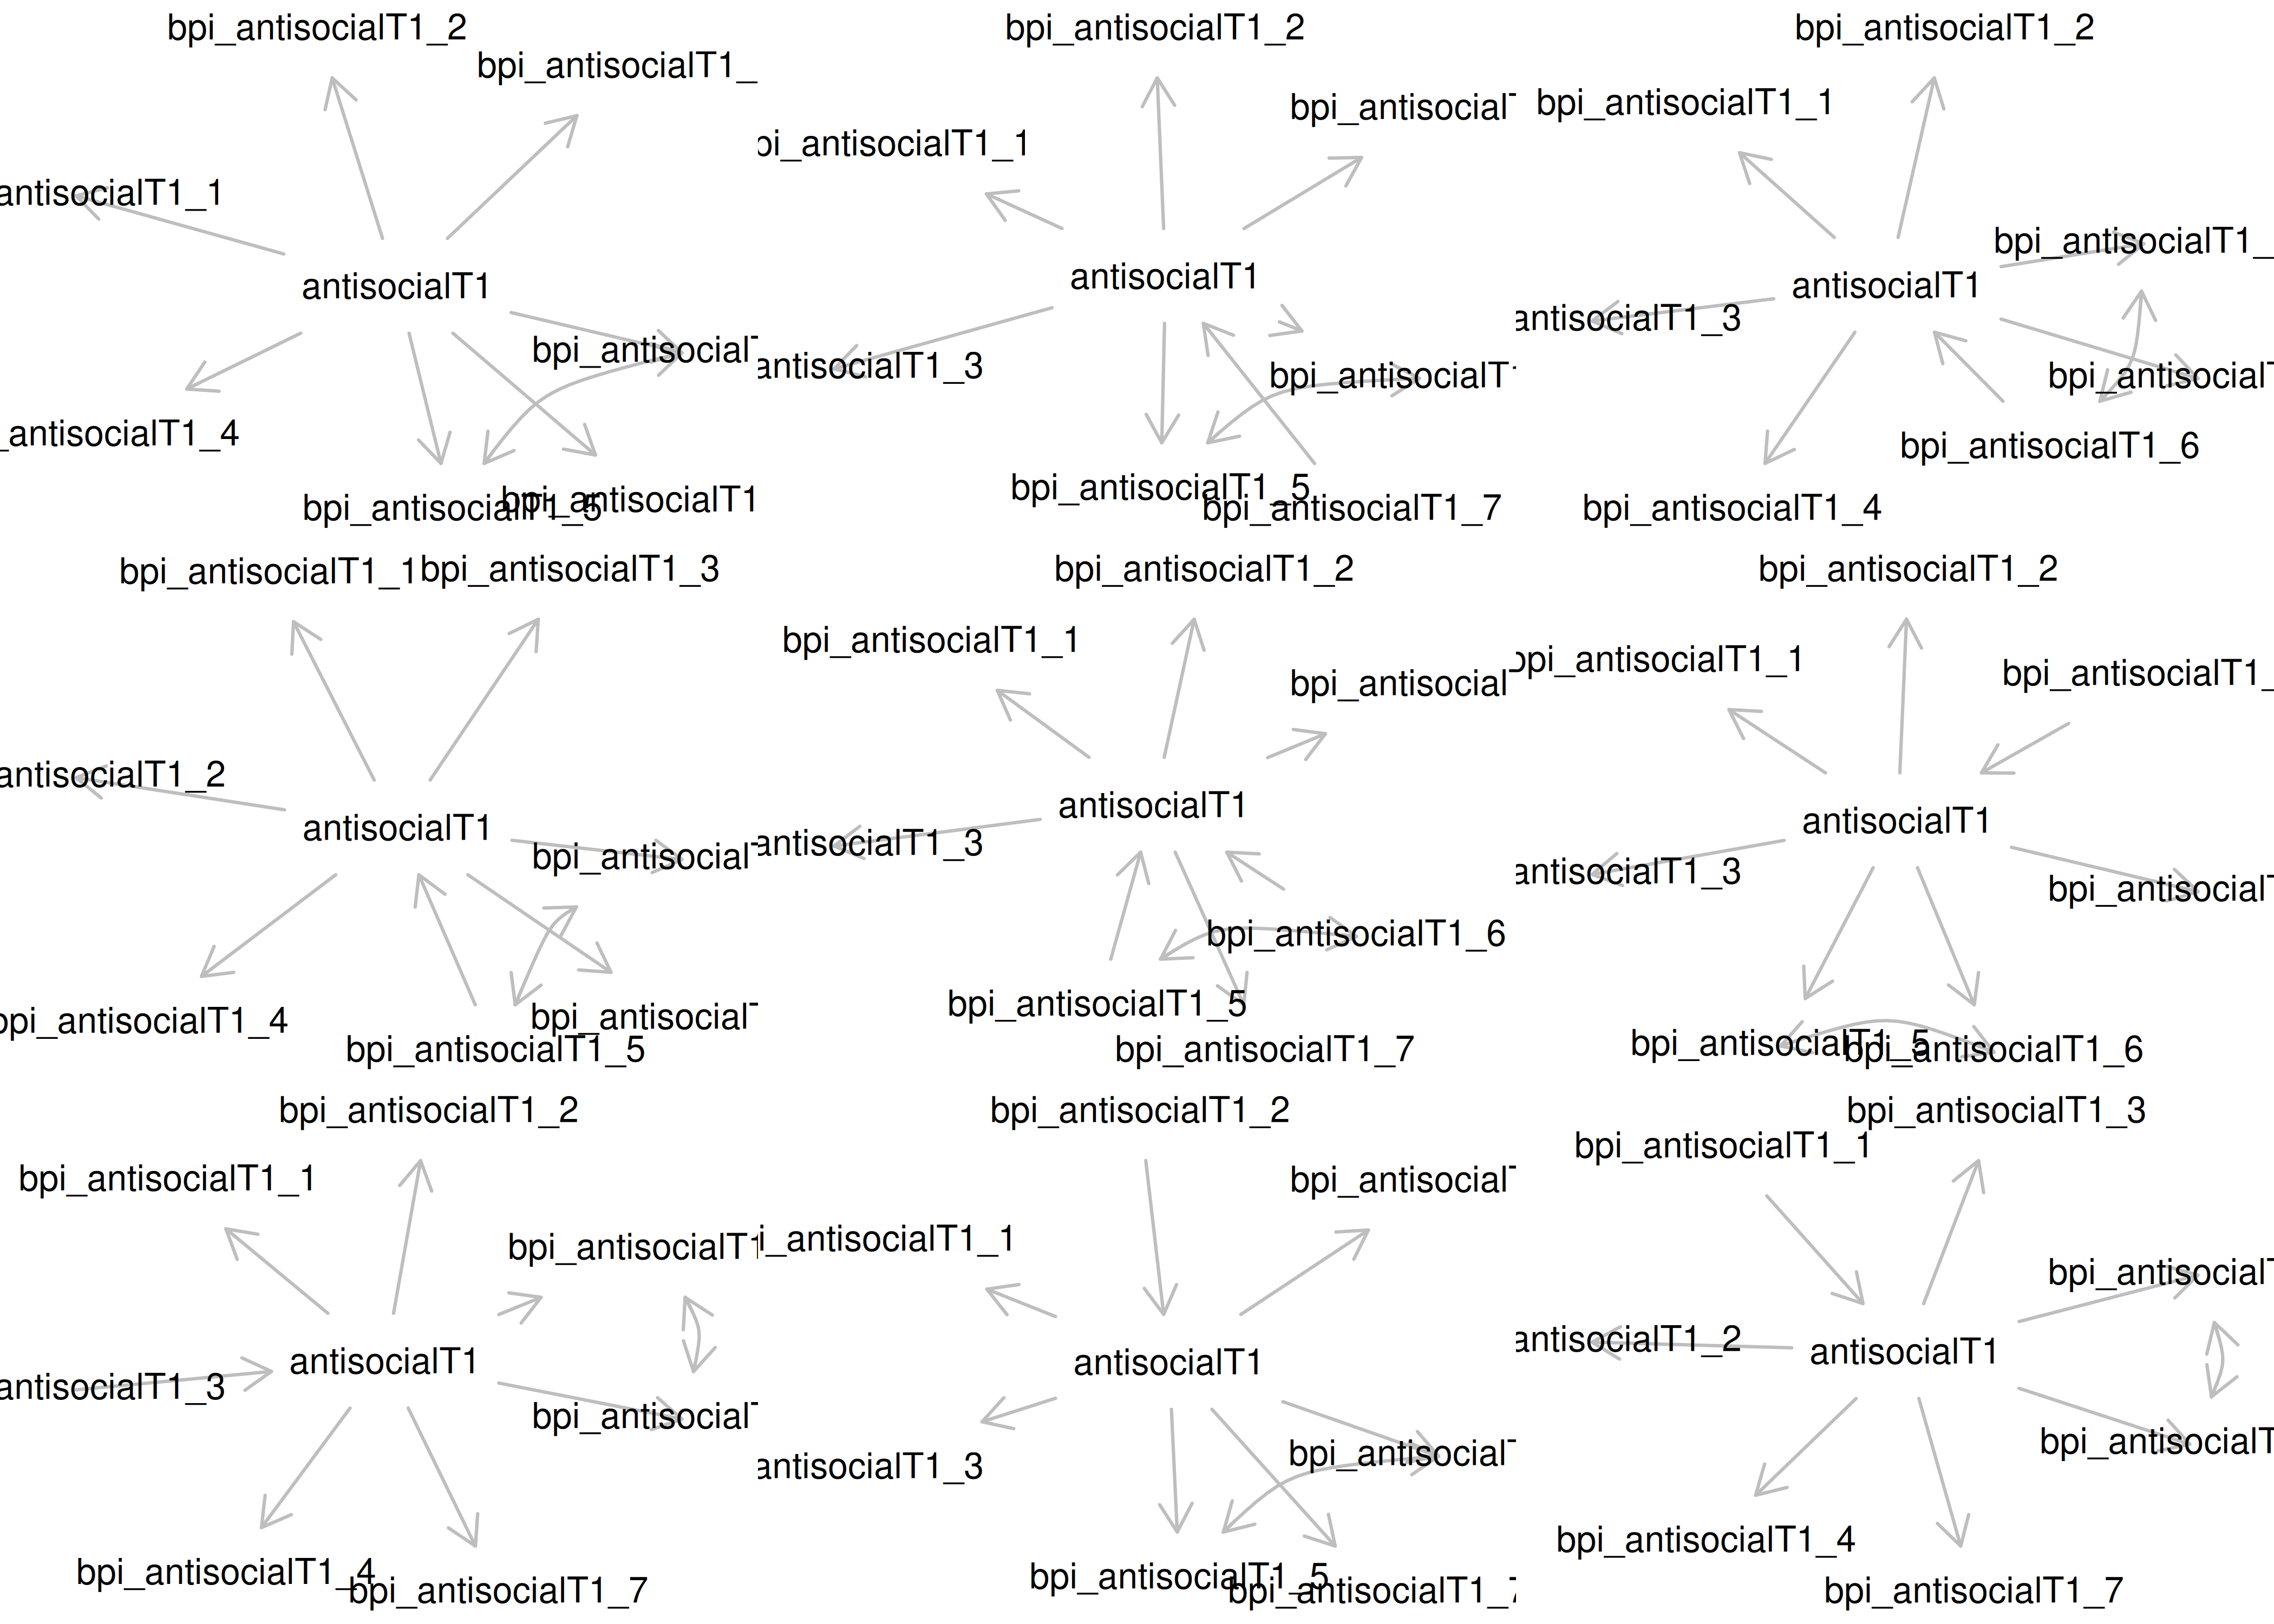 bpi_antisocialT1_2
bpi_antisocialT1_
antisocialT1_1
antisocialT1
bpi_antisocial
_antisocialT1_4
bpi_antisocialT1_5
bpi_antisocialT1
bpi_antisocialT1_2
bpi_antisocial
pi_antisocialT1_1
antisocialT1
antisocialT1_3
bpi_antisocialT
bpi_antisocialT1_5
bpi_antisocialT1_7
bpi_antisocialT1_2
bpi_antisocialT1_1
bpi_antisocialT1_
antisocialT1
antisocialT1_3
bpi_antisocial
bpi_antisocialT1_6
bpi_antisocialT1_4
bpi_antisocialT1_1
bpi_antisocialT1_3
antisocialT1_2
antisocialT1
bpi_antisocial
bpi_antisocialT1_4
bpi_antisocial
bpi_antisocialT1_5
bpi_antisocialT1_2
bpi_antisocialT1_1
bpi_antisocial
antisocialT1
antisocialT1_3
bpi_antisocialT1_6
bpi_antisocialT1_5
bpi_antisocialT1_7
bpi_antisocialT1_2
bpi_antisocialT1_1
bpi_antisocialT1_
antisocialT1
antisocialT1_3
bpi_antisocial
bpi_antisocialT1_5
bpi_antisocialT1_6
bpi_antisocialT1_2
bpi_antisocialT1_1
bpi_antisocialT1
antisocialT1
antisocialT1_3
bpi_antisocial
bpi_antisocialT1_4
bpi_antisocialT1_7
bpi_antisocialT1_2
bpi_antisocial
i_antisocialT1_1
antisocialT1
bpi_antisocial
antisocialT1_3
bpi_antisocialT1_5
bpi_antisocialT1_7
bpi_antisocialT1_3
bpi_antisocialT1_1
bpi_antisocial
antisocialT1_2
antisocialT1
bpi_antisocialT
bpi_antisocialT1_4
bpi_antisocialT1_7